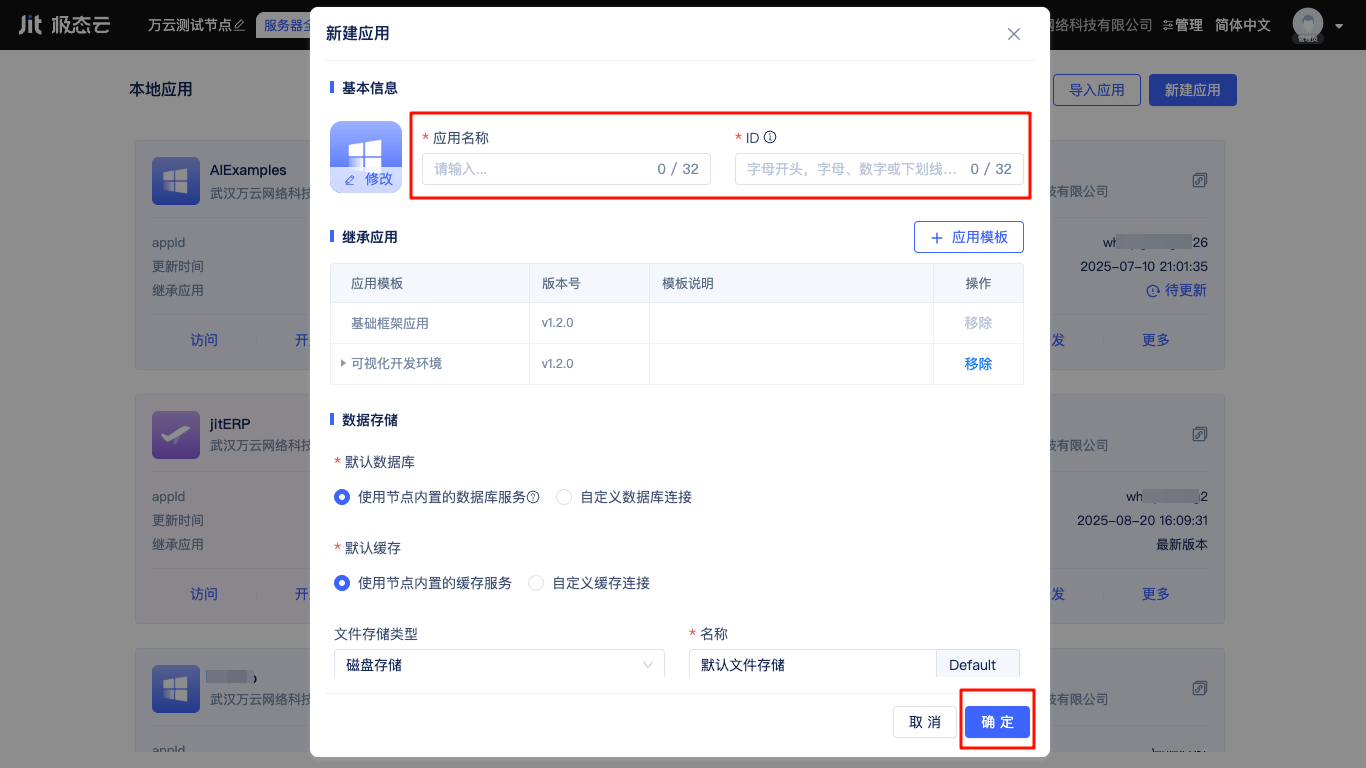 Jit 极态云 万云测试节点 服务器全 络科技有限公司 管理 简体中文
本地应用 导入应用 新建应用
新建应用
基本信息
修改
* 应用名称 * ID
请输入... 0 / 32 字母开头，字母、数字或下划线... 0 / 32
继承应用 + 应用模板
应用模板 版本号 模板说明 操作
基础框架应用 v1.2.0 移除
可视化开发环境 v1.2.0 移除
数据存储
* 默认数据库
使用节点内置的数据库服务 自定义数据库连接
* 默认缓存
使用节点内置的缓存服务 自定义缓存连接
文件存储类型 * 名称
磁盘存储 默认文件存储 Default
取 消 确 定
AIExamples
武汉万云网络科技
appId
更新时间
继承应用
访问 开
技有限公司
wh 26
2025-07-10 21:01:35
待更新
发 更多
jitERP
武汉万云网络科技
appId
更新时间
继承应用
访问 开
技有限公司
wh 2
2025-08-20 16:09:31
最新版本
发 更多
武汉万云网络科技
appId
技有限公司